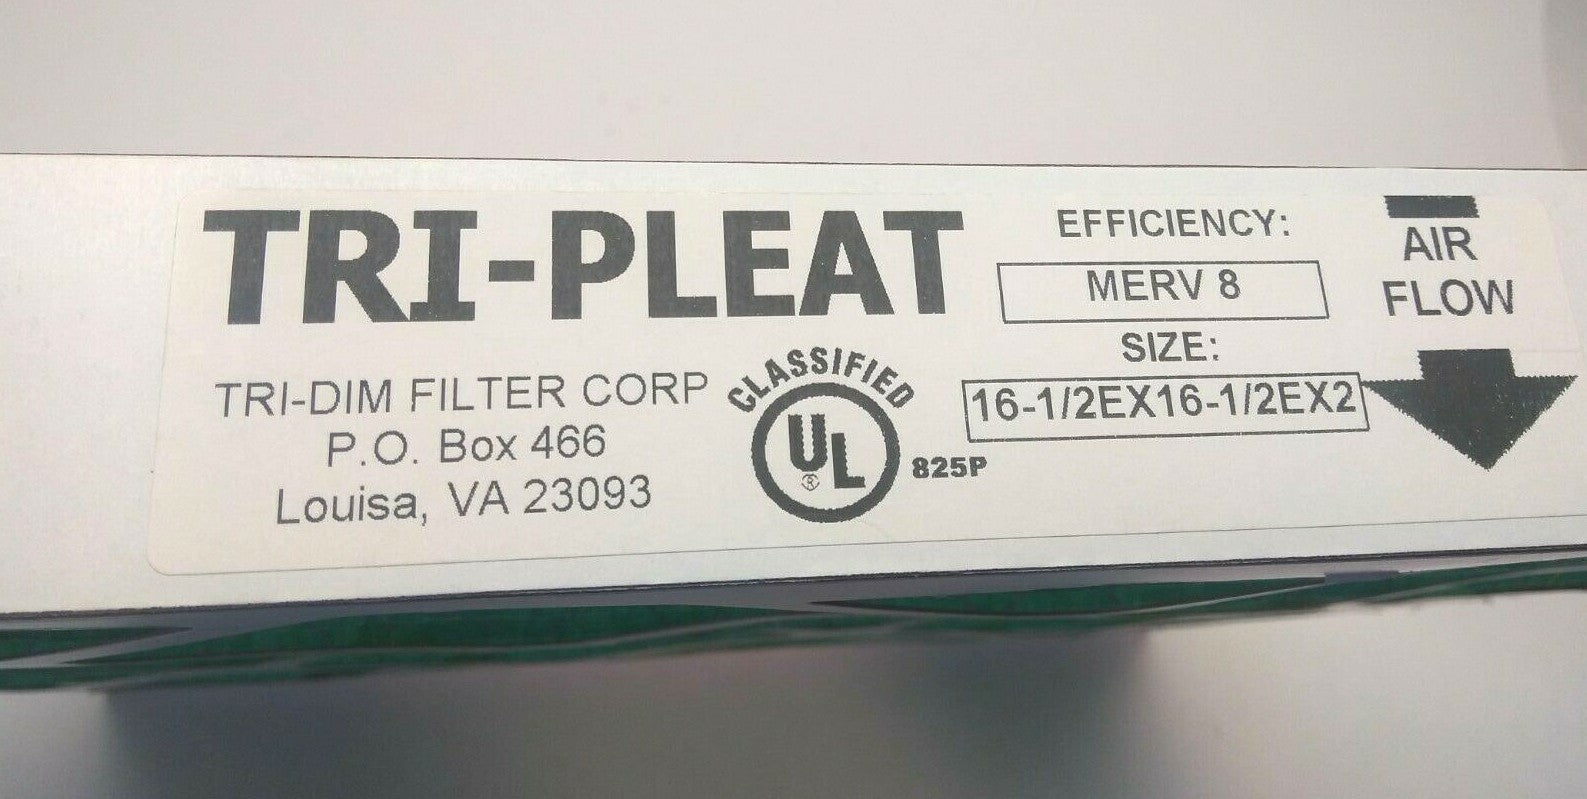 TRI-PLEAT
TRI-DIM FILTER CORP
P.O. Box 466
Louisa, VA 23093
CLASSIFIED
UL
®
825P
EFFICIENCY:
MERV 8
SIZE:
16-1/2EX16-1/2EX2
AIR
FLOW